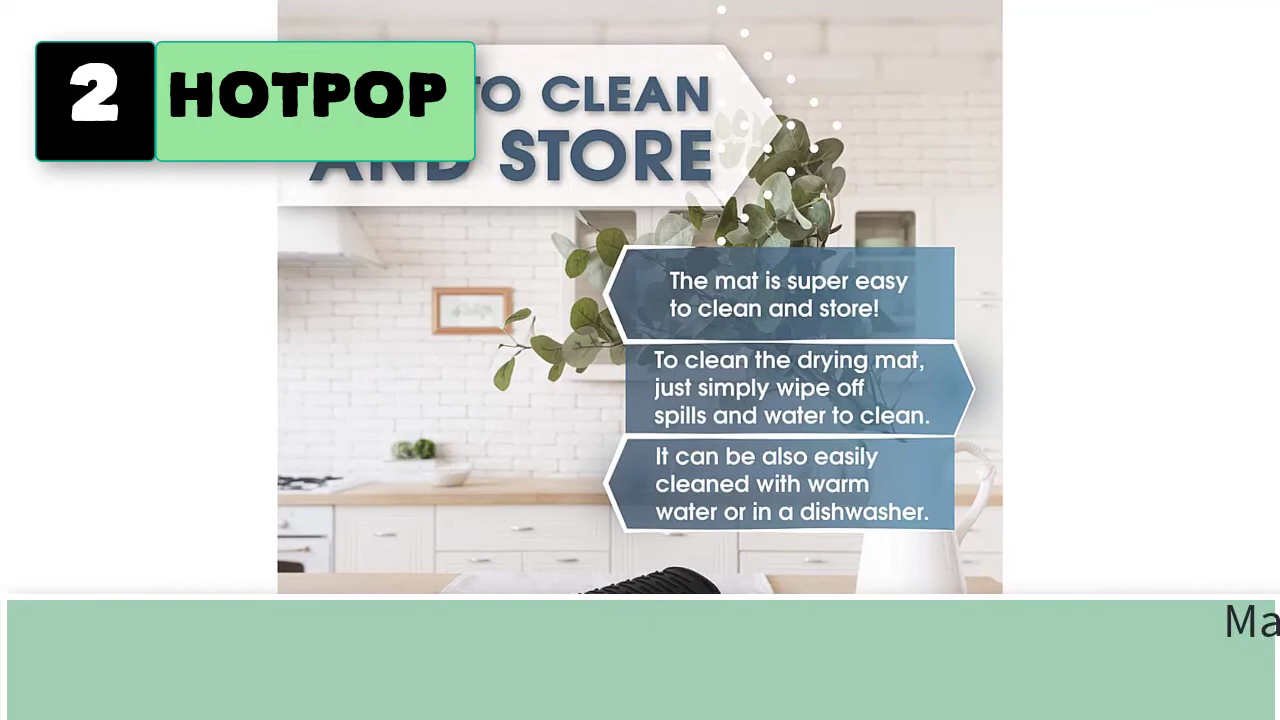 2 HOTPOP
TO CLEAN
AND STORE
The mat is super easy
to clean and store!
To clean the drying mat,
just simply wipe off
spills and water to clean.
It can be also easily
cleaned with warm
water or in a dishwasher.
Ma